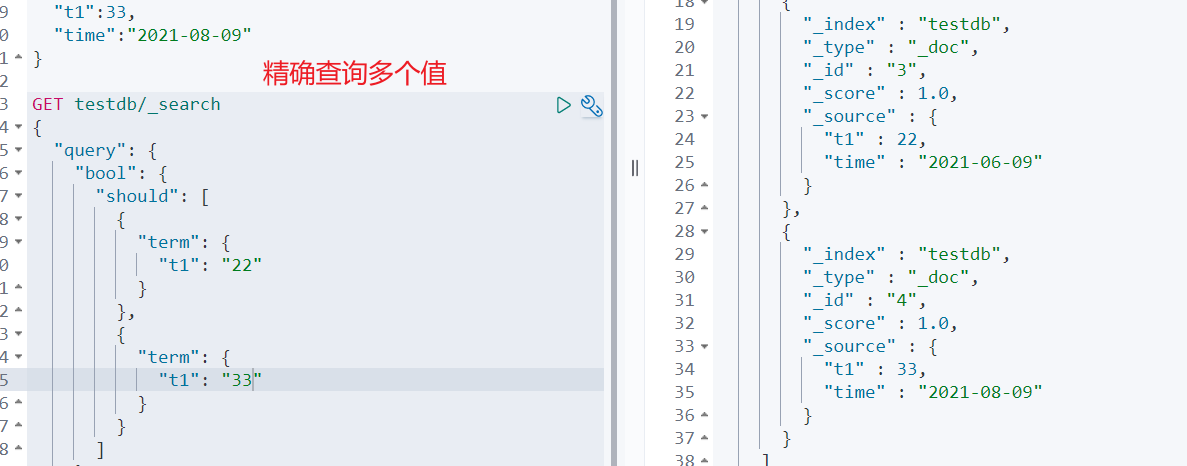 9 "t1":33,
0 "time":"2021-08-09"
1 }
2 精确查询多个值
3 GET testdb/_search
4 {
5 "query": {
6 "bool": {
7 "should": [
8 {
9 "term": {
0 "t1": "22"
1 }
2 },
3 {
4 "term": {
5 "t1": "33"
6 }
7 }
8 ]
18 {
19 "_index" : "testdb",
20 "_type" : "_doc",
21 "_id" : "3",
22 "_score" : 1.0,
23 "_source" : {
24 "t1" : 22,
25 "time" : "2021-06-09"
26 }
27 },
28 {
29 "_index" : "testdb",
30 "_type" : "_doc",
31 "_id" : "4",
32 "_score" : 1.0,
33 "_source" : {
34 "t1" : 33,
35 "time" : "2021-08-09"
36 }
37 }
38 ]